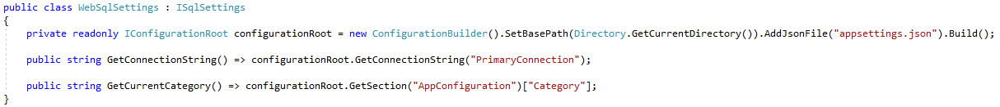 public class WebSqlSettings : ISqlSettings
{
    private readonly IConfigurationRoot configurationRoot = new ConfigurationBuilder().SetBasePath(Directory.GetCurrentDirectory()).AddJsonFile("appsettings.json").Build();
    public string GetConnectionString() => configurationRoot.GetConnectionString("PrimaryConnection");
    public string GetCurrentCategory() => configurationRoot.GetSection("AppConfiguration")["Category"];
}